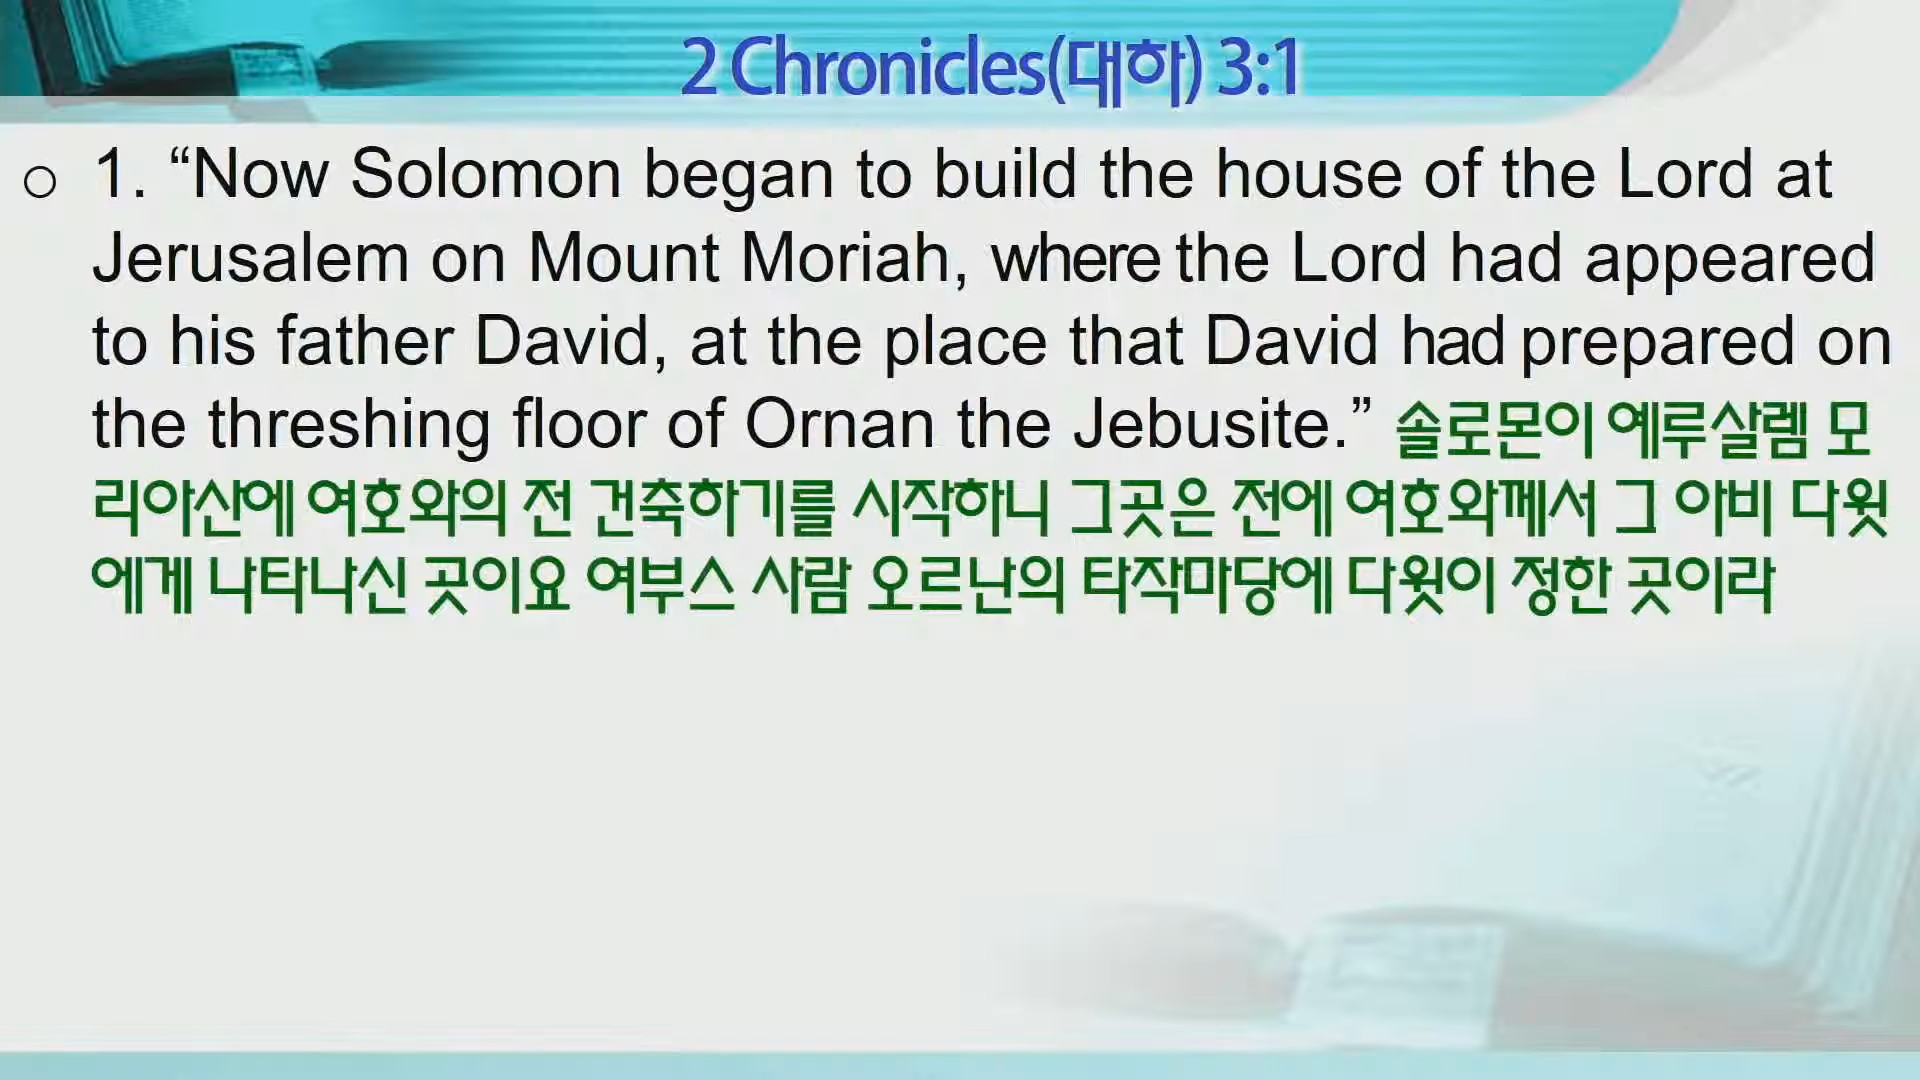 2 Chronicles(대하) 3:1
1. “Now Solomon began to build the house of the Lord at
Jerusalem on Mount Moriah, where the Lord had appeared
to his father David, at the place that David had prepared on
the threshing floor of Ornan the Jebusite.” 솔로몬이 예루살렘 모
리아산에 여호와의 전 건축하기를 시작하니 그곳은 전에 여호와께서 그 아비 다윗
에게 나타나신 곳이요 여부스 사람 오르난의 타작마당에 다윗이 정한 곳이라